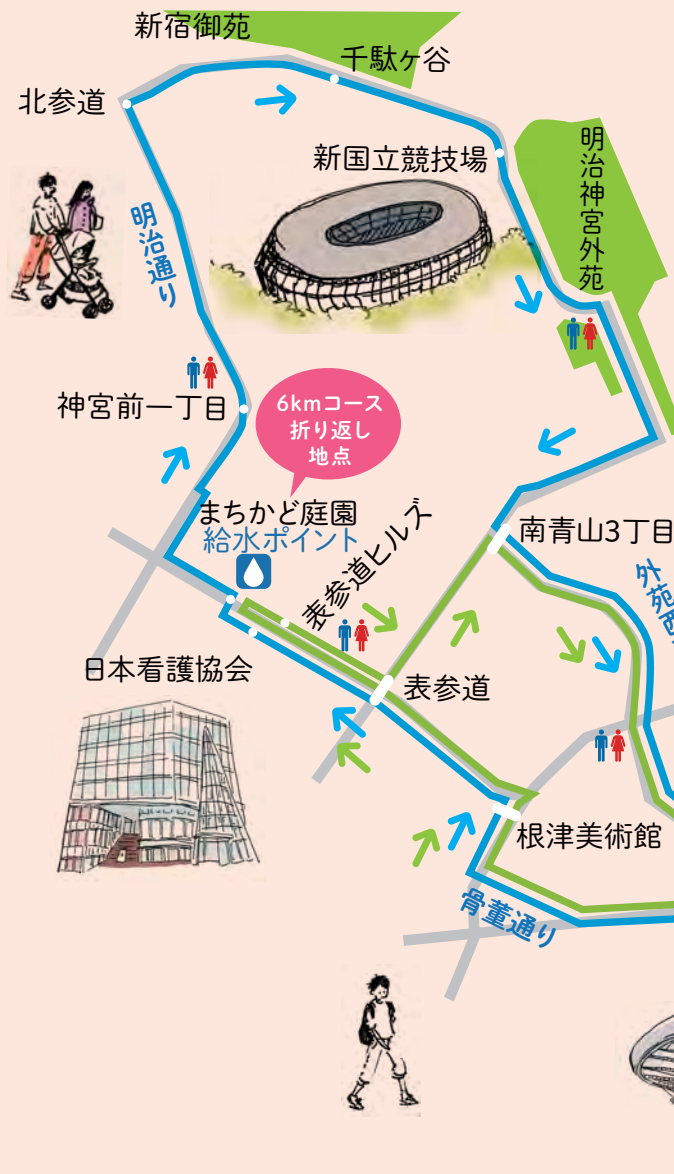 新宿御苑
千駄ヶ谷
北参道
新国立競技場
明治神宮外苑
明治通り
神宮前一丁目
6kmコース
折り返し
地点
まちかど庭園
給水ポイント
表参道ヒルズ
南青山3丁目
外苑西
日本看護協会
表参道
根津美術館
骨董通り